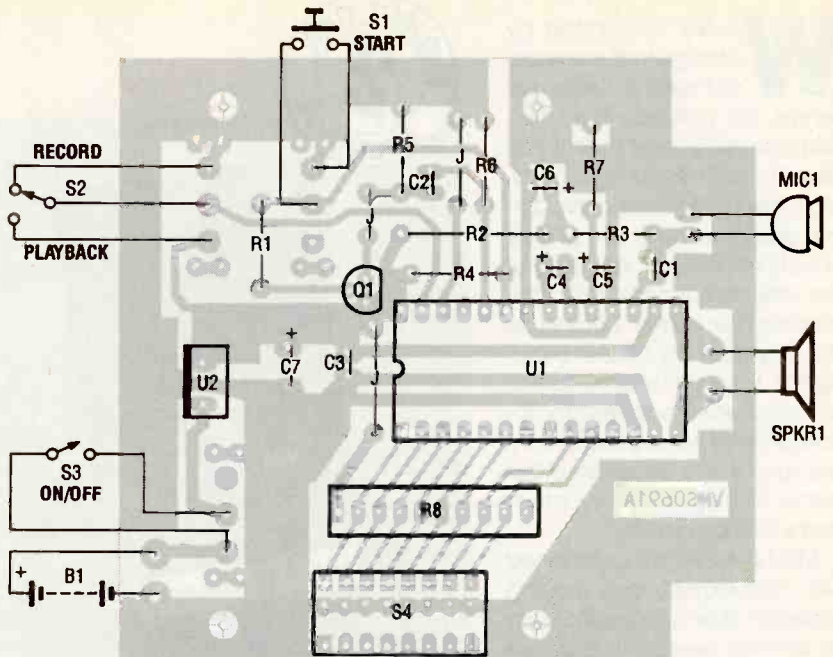 S1
START
RECORD
S2
PLAYBACK
R5
J
R6
C2
C6
+
R7
MIC1
J
R1
R2
R3
Q1
R4
+
C4
+
C5
C1
+
C7
C3
J
U1
U2
SPKR1
S3
ON/OFF
R8
VMS0691A
+
B1
S4